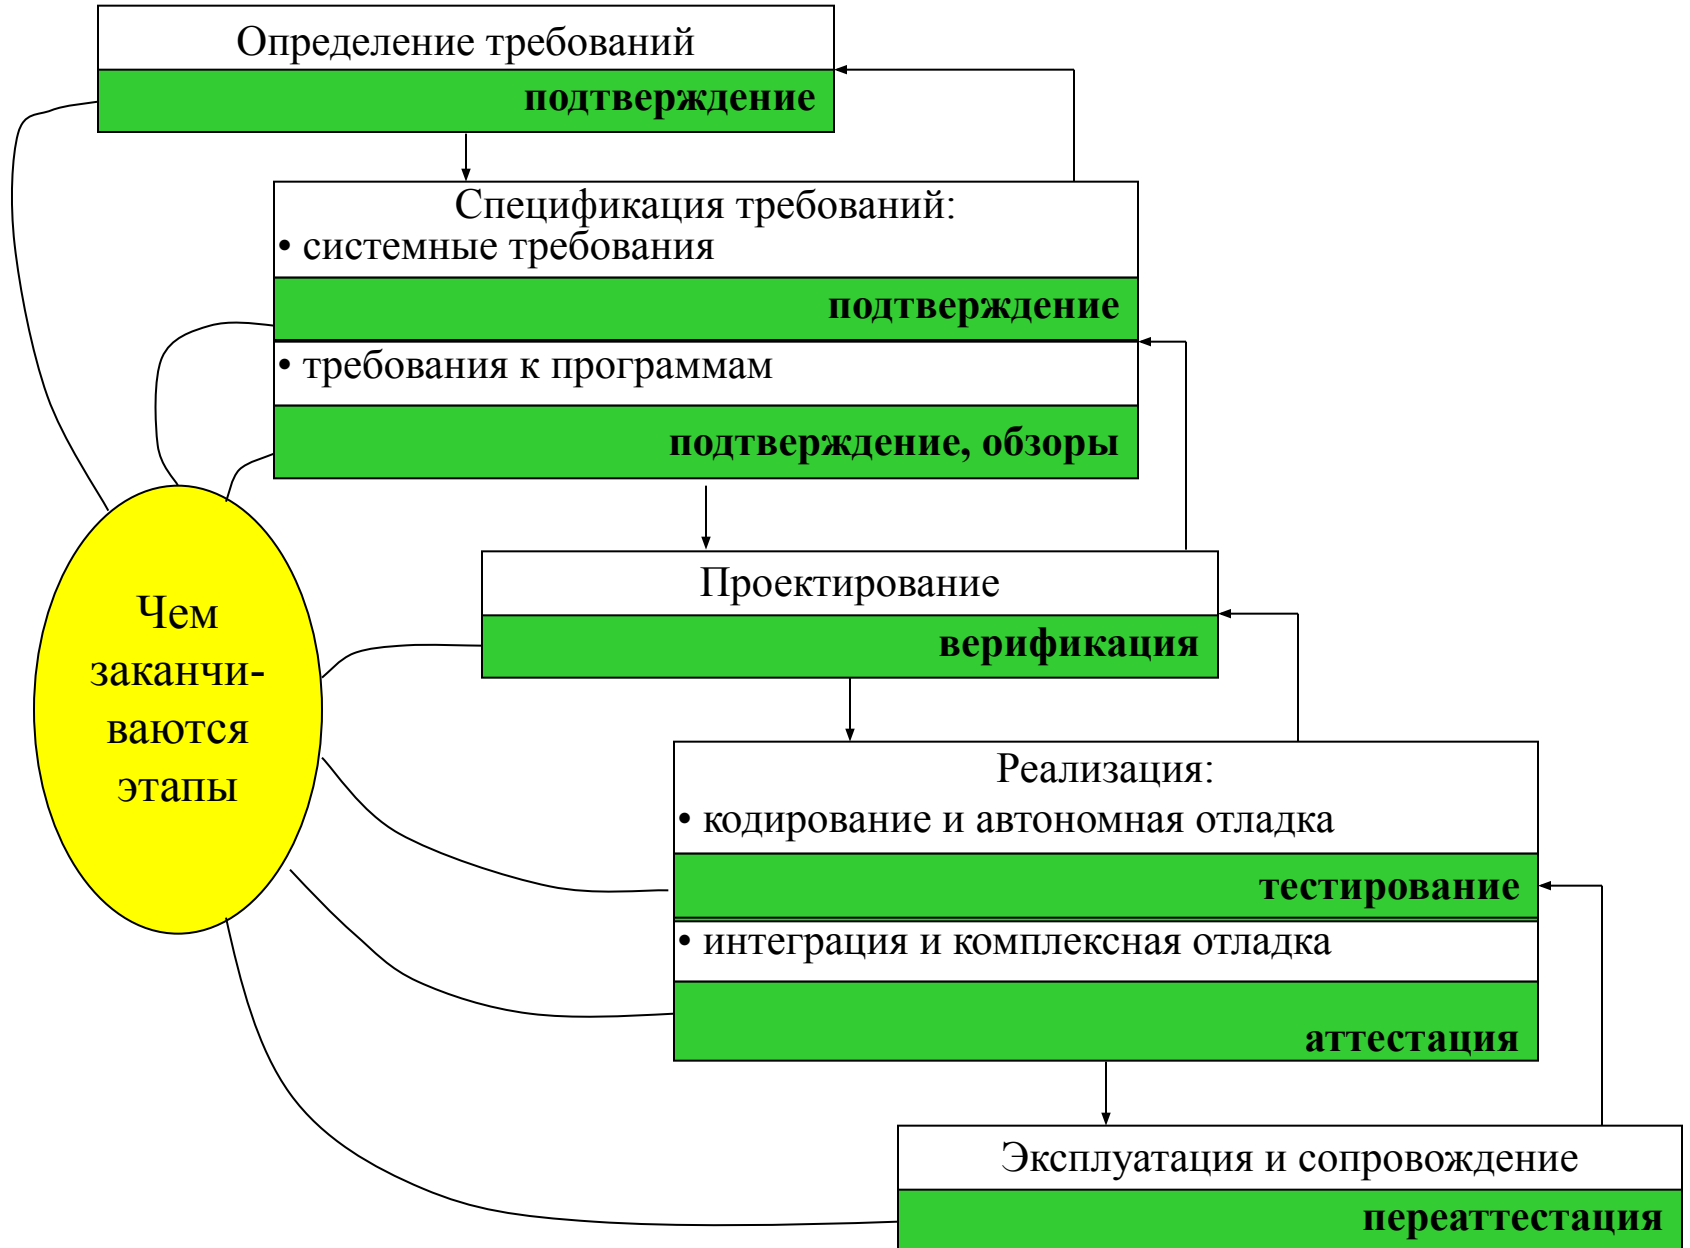 Определение требований
подтверждение
Спецификация требований:
• системные требования
подтверждение
• требования к программам
подтверждение, обзоры
Проектирование
верификация
Чем
заканчи-
ваются
этапы
Реализация:
• кодирование и автономная отладка
тестирование
• интеграция и комплексная отладка
аттестация
Эксплуатация и сопровождение
переаттестация